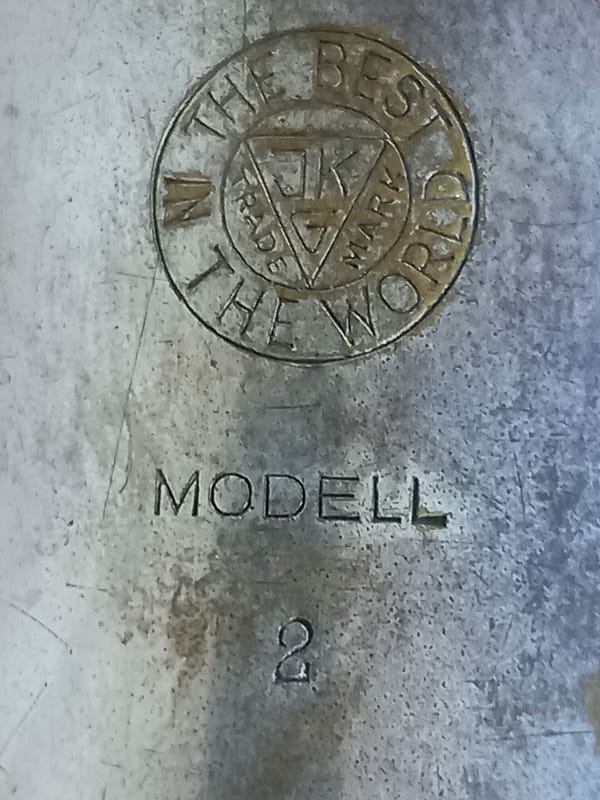 THE BEST
IN THE WORLD
JK
G
TRADE MARK
MODELL
2